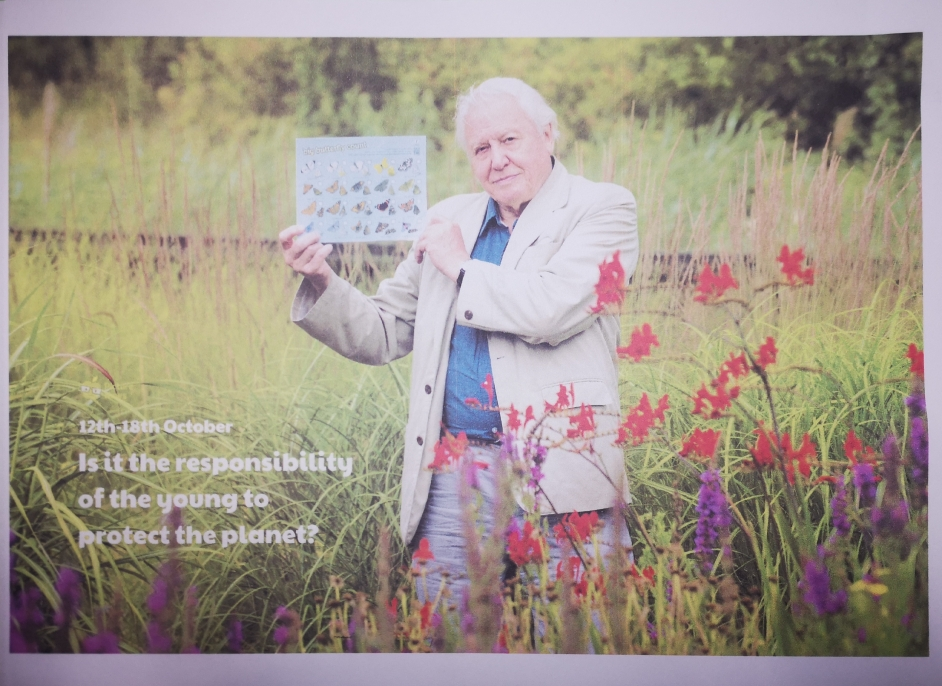 12th-18th October
Is it the responsibility
of the young to
protect the planet?